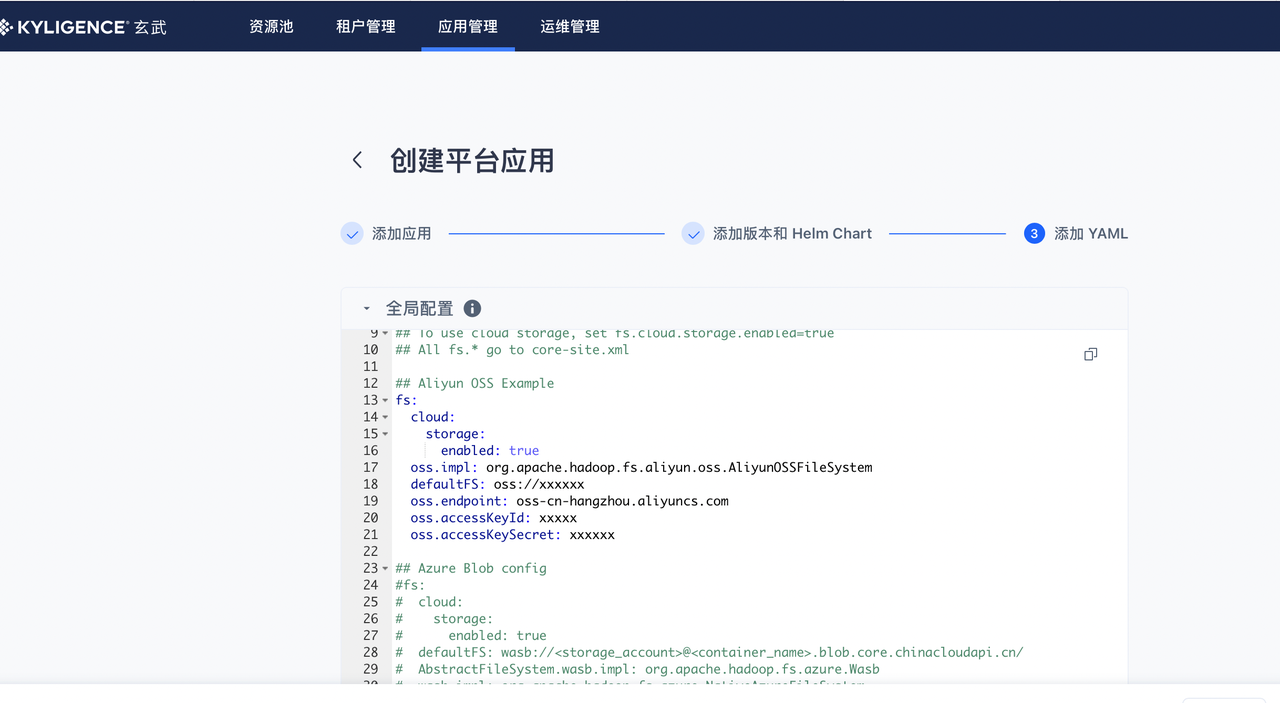 KYLIGENCE® 玄武 资源池 租户管理 应用管理 运维管理
创建平台应用
添加应用 添加版本和 Helm Chart 3 添加 YAML
全局配置
9 ## To use cloud storage, set fs.cloud.storage.enabled=true
10 ## All fs.* go to core-site.xml
11
12 ## Aliyun OSS Example
13 fs:
14 cloud:
15 storage:
16 enabled: true
17 oss.impl: org.apache.hadoop.fs.aliyun.oss.AliyunOSSFileSystem
18 defaultFS: oss://xxxxxx
19 oss.endpoint: oss-cn-hangzhou.aliyuncs.com
20 oss.accessKeyId: xxxxx
21 oss.accessKeySecret: xxxxxx
22
23 ## Azure Blob config
24 #fs:
25 #  cloud:
26 #    storage:
27 #      enabled: true
28 #  defaultFS: wasb://<storage_account>@<container_name>.blob.core.chinacloudapi.cn/
29 #  AbstractFileSystem.wasb.impl: org.apache.hadoop.fs.azure.Wasb